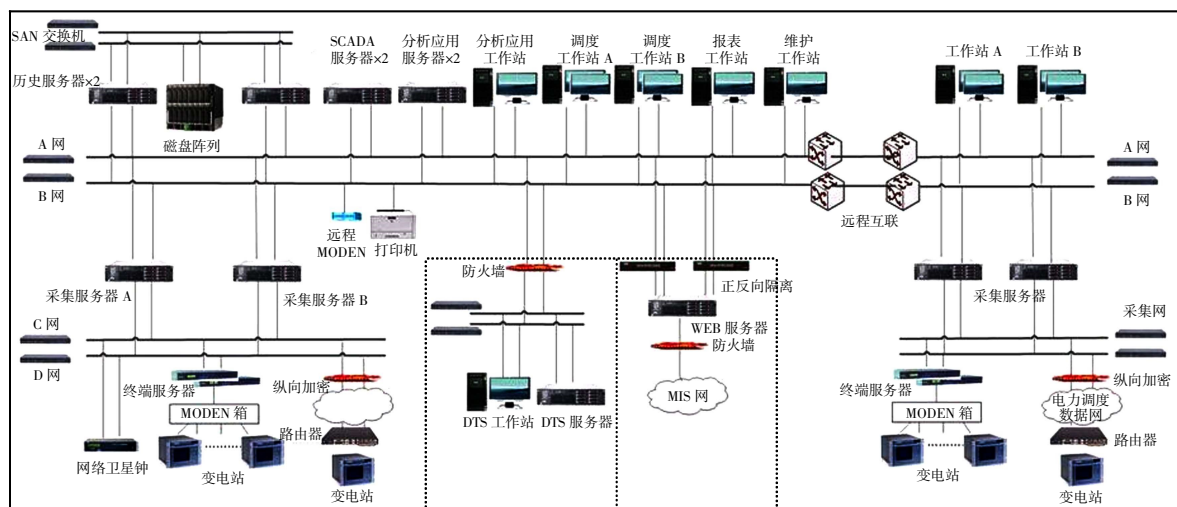 SAN 交换机
历史服务器×2
磁盘阵列
SCADA
服务器×2
分析应用
服务器×2
分析应用
工作站
调度
工作站 A
调度
工作站 B
报表
工作站
维护
工作站
工作站 A
工作站 B
A 网
B 网
A 网
B 网
远程互联
远程
MODEN
打印机
采集服务器 A
采集服务器 B
防火墙
正反向隔离
WEB 服务器
防火墙
MIS 网
DTS 工作站
DTS 服务器
采集服务器
采集网
C 网
D 网
终端服务器
纵向加密
MODEN 箱
路由器
网络卫星钟
变电站
变电站
终端服务器
纵向加密
MODEN 箱
电力调度
数据网
路由器
变电站
变电站